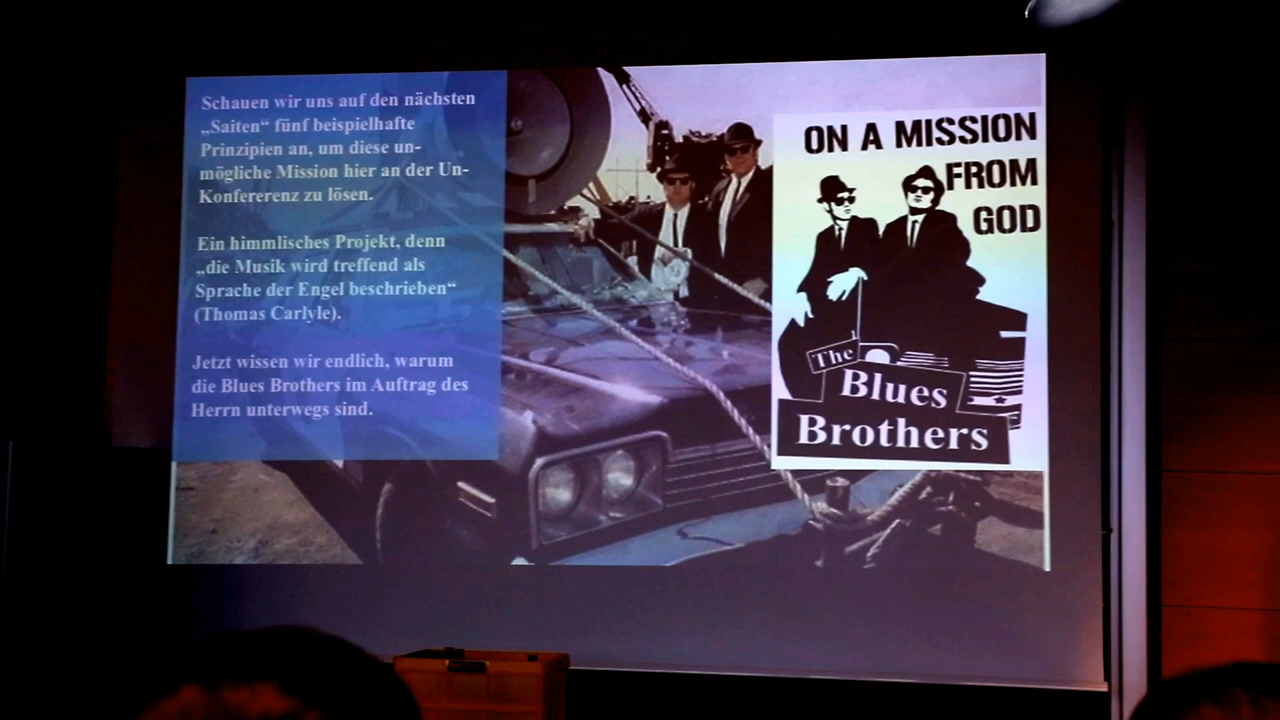 Schauen wir uns auf den nächsten
„Saiten“ fünf beispielhafte
Prinzipien an, um diese un-
mögliche Mission hier an der Un-
Konfererenz zu lösen.
Ein himmlisches Projekt, denn
„die Musik wird treffend als
Sprache der Engel beschrieben“
(Thomas Carlyle).
Jetzt wissen wir endlich, warum
die Blues Brothers im Auftrag des
Herrn unterwegs sind.
ON A MISSION
FROM
GOD
The
Blues
Brothers